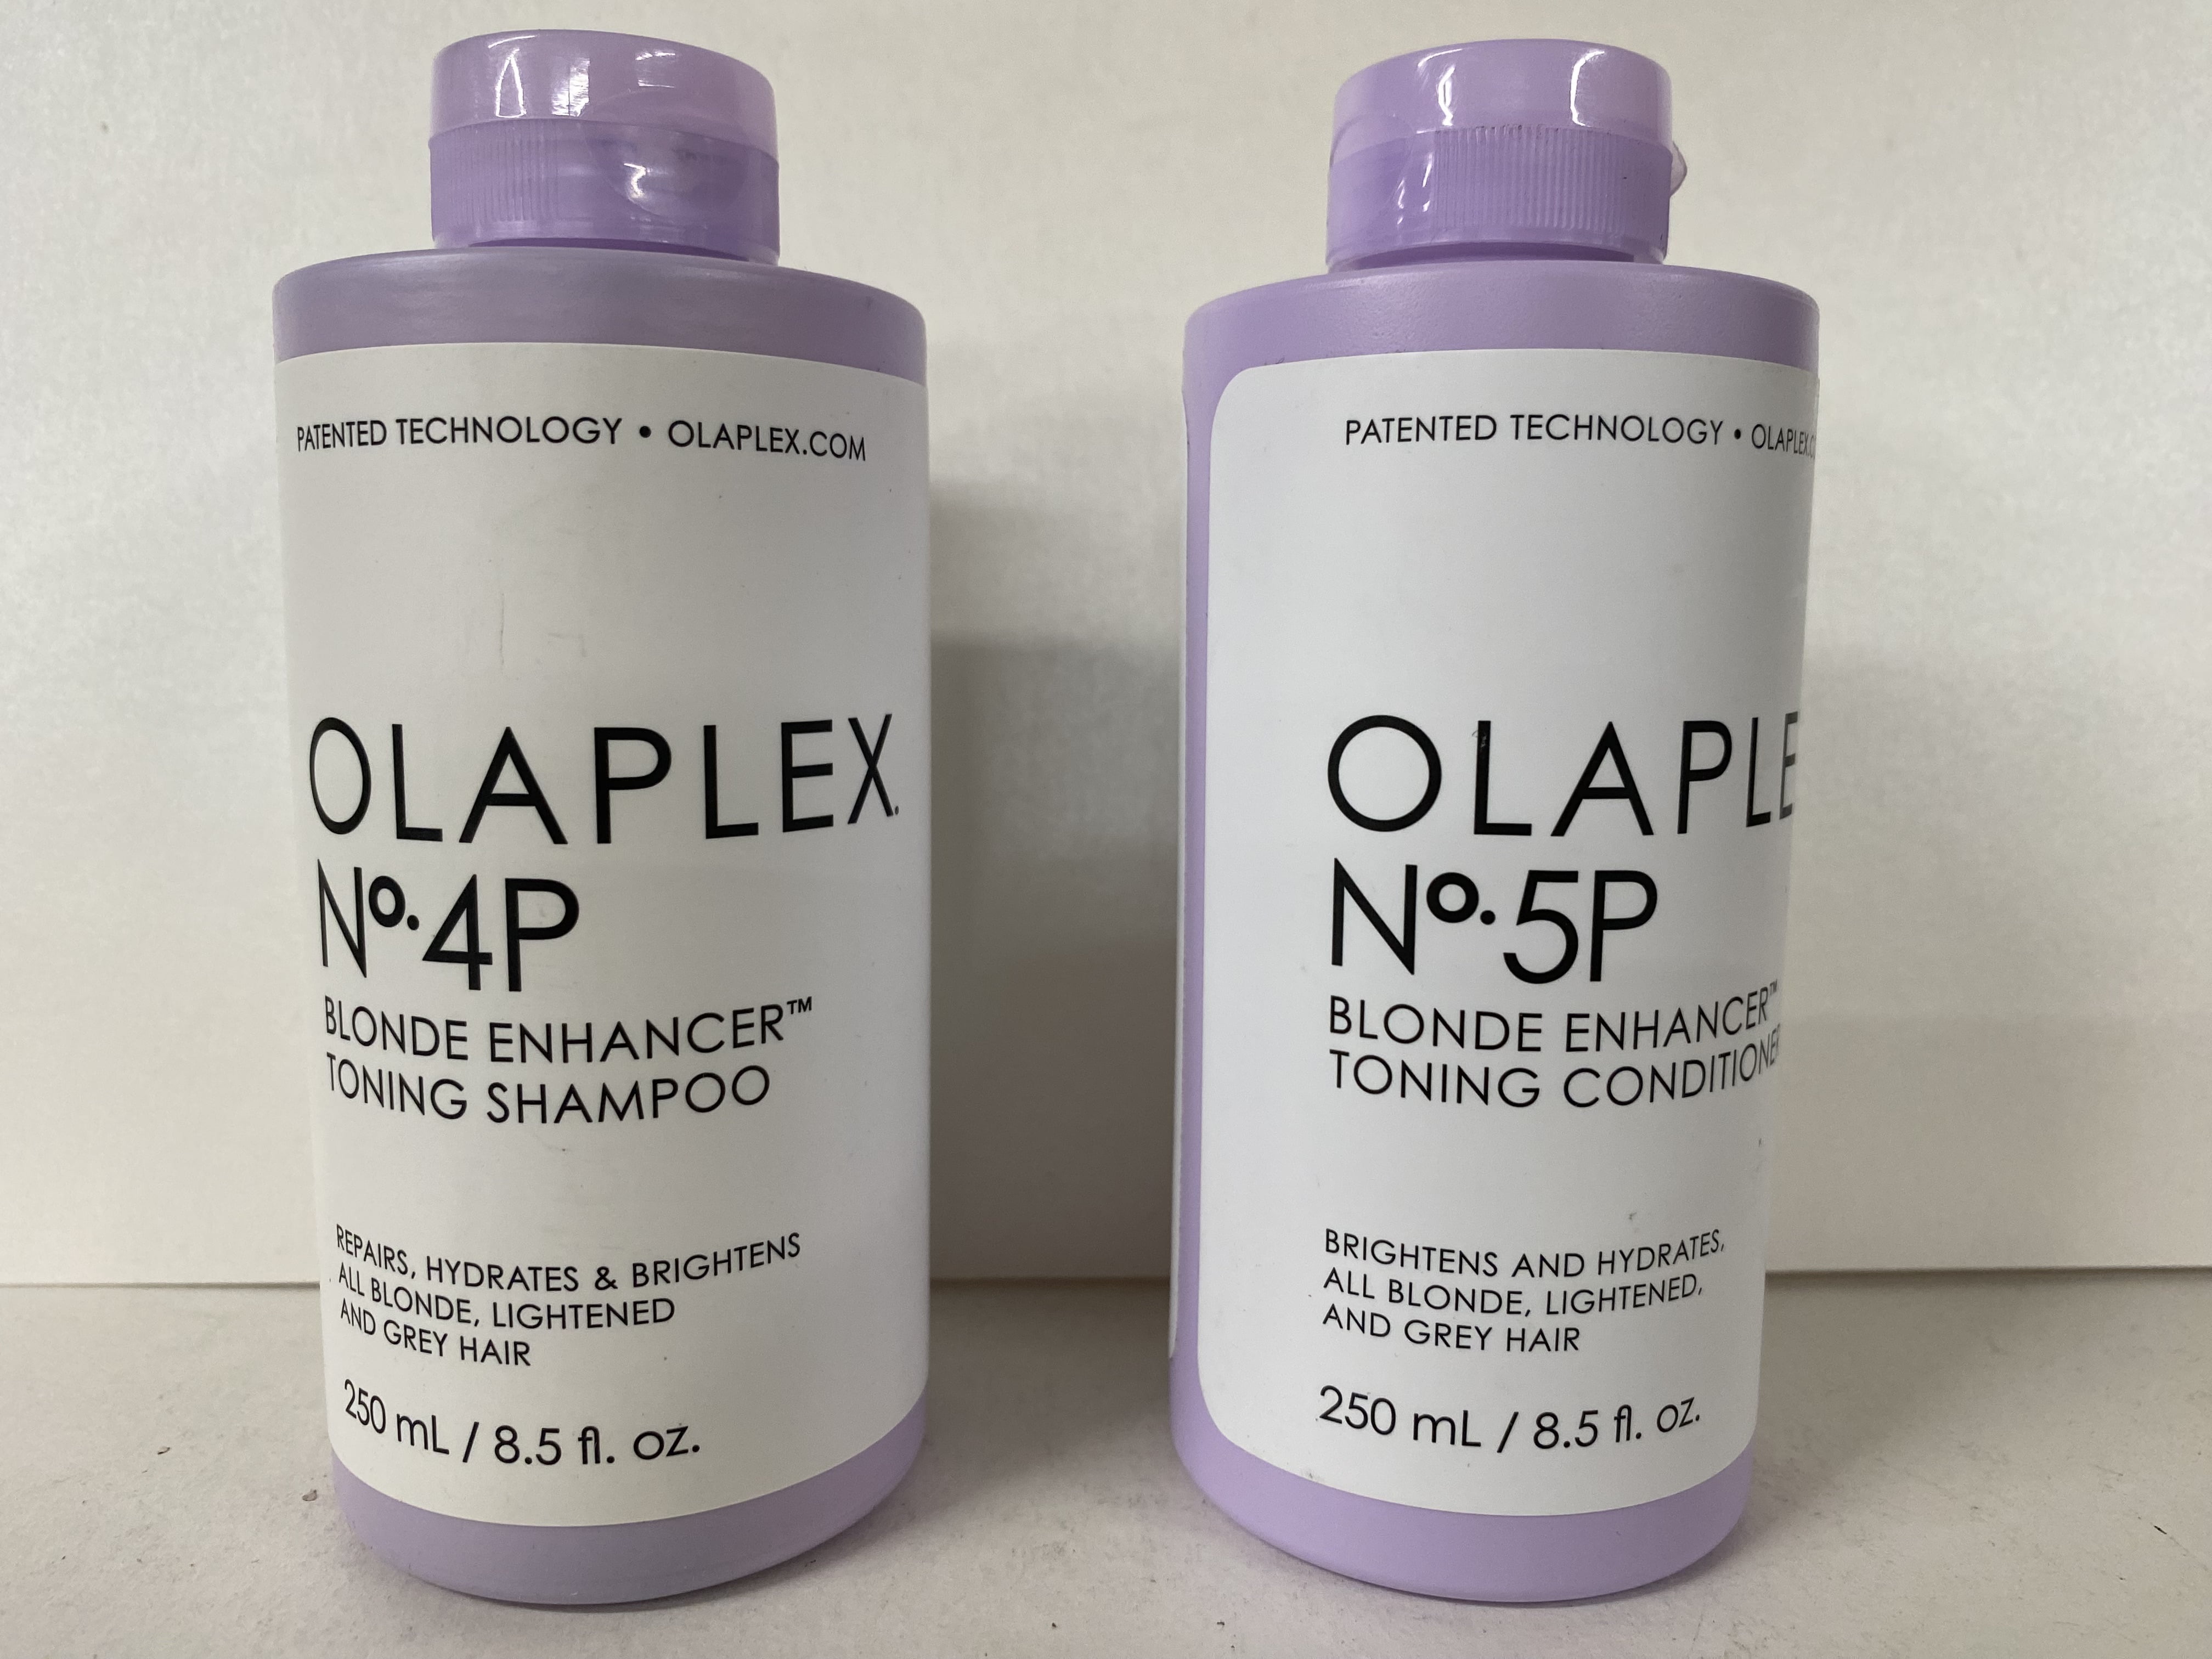 PATENTED TECHNOLOGY • OLAPLEX.COM
OLAPLEX.
Nº.4P
BLONDE ENHANCER™
TONING SHAMPOO
REPAIRS, HYDRATES & BRIGHTENS
ALL BLONDE, LIGHTENED
AND GREY HAIR
250 mL / 8.5 fl. oz.
PATENTED TECHNOLOGY • OLAPLEX.C
OLAPLE
Nº.5P
BLONDE ENHANCER™
TONING CONDITIONER
BRIGHTENS AND HYDRATES,
ALL BLONDE, LIGHTENED,
AND GREY HAIR
250 mL / 8.5 fl. oz.